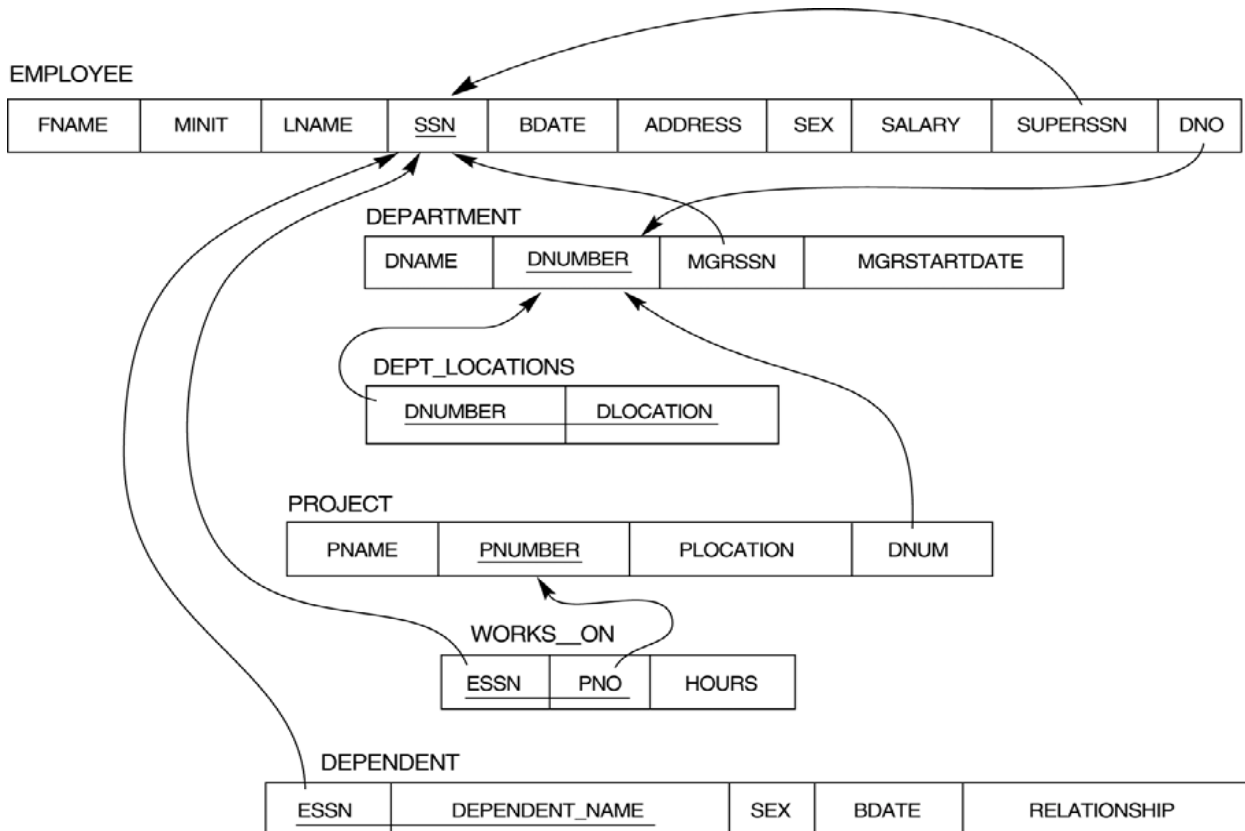 EMPLOYEE
FNAME MINIT LNAME SSN BDATE ADDRESS SEX SALARY SUPERSSN DNO
DEPARTMENT
DNAME DNUMBER MGRSSN MGRSTARTDATE
DEPT_LOCATIONS
DNUMBER DLOCATION
PROJECT
PNAME PNUMBER PLOCATION DNUM
WORKS__ON
ESSN PNO HOURS
DEPENDENT
ESSN DEPENDENT_NAME SEX BDATE RELATIONSHIP